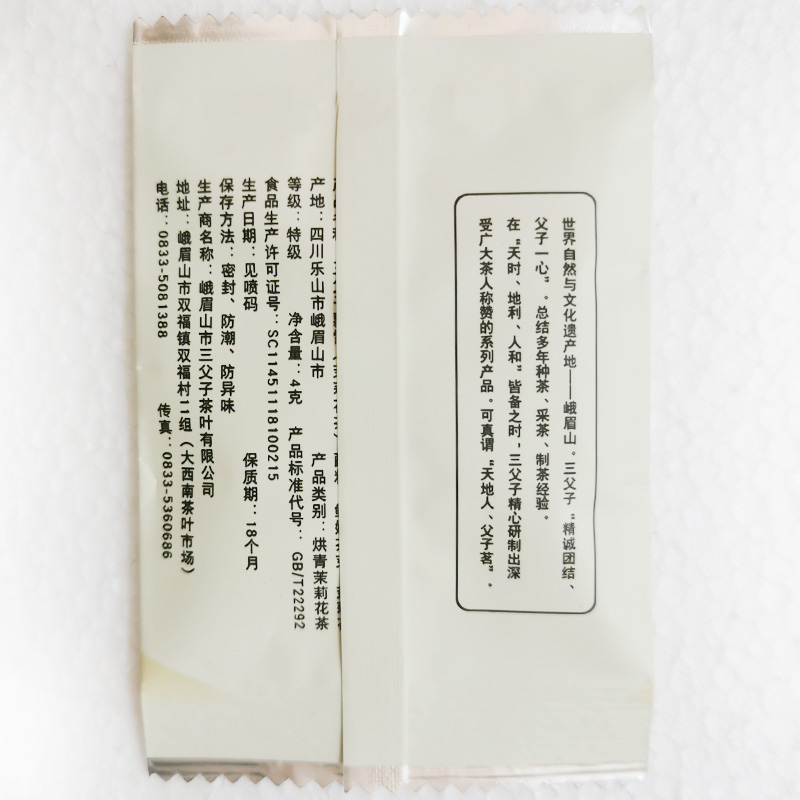 世界自然与文化遗产地——峨眉山。三父子“精诚团结、
父子一心”。总结多年种茶、采茶、制茶经验。
在“天时、地利、人和”皆备之时，三父子精心研制出深
受广大茶人称赞的系列产品。可真谓“天地人、父子茗”。
产地：四川乐山市峨眉山市 产品类别：烘青茉莉花茶
等级：特级 净含量：4克 产品标准代号：GB/T22292
食品生产许可证号：SC11451118100215
生产日期：见喷码 保质期：18个月
保存方法：密封、防潮、防异味
生产商名称：峨眉山市三父子茶叶有限公司
地址：峨眉山市双福镇双福村二组（大西南茶叶市场）
电话：0833-5081388 传真：0833-5360686